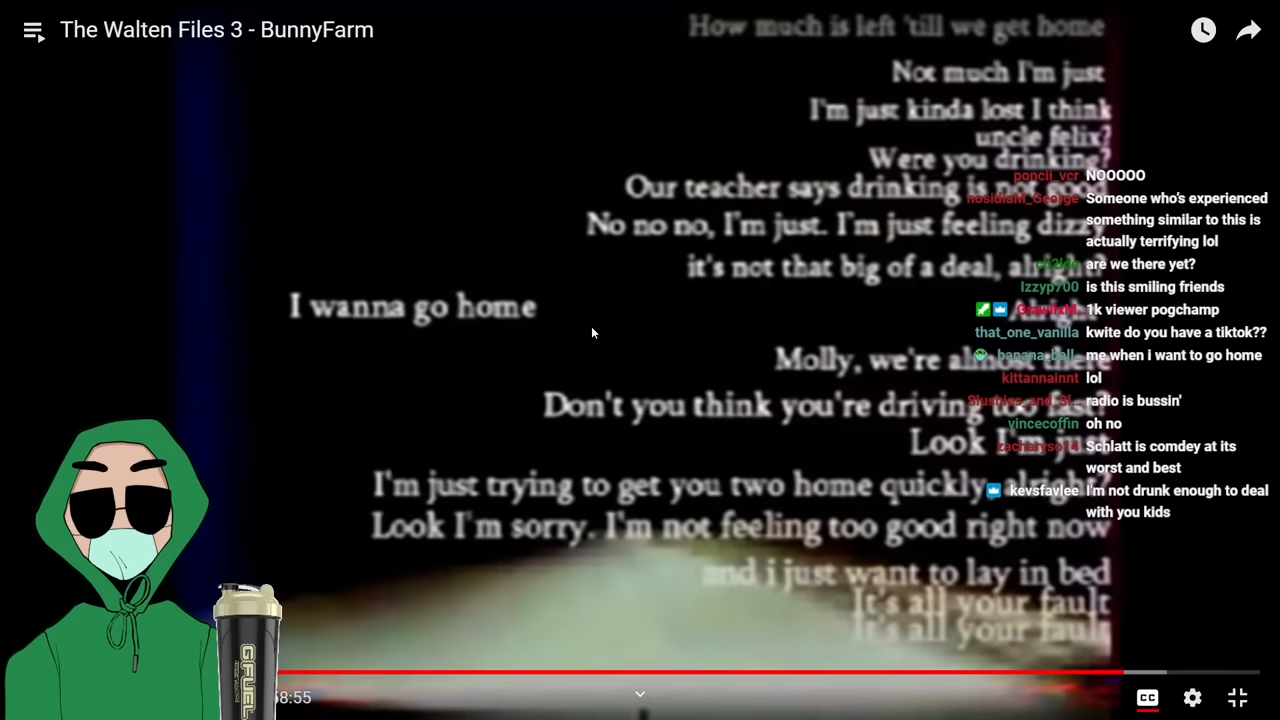 The Walten Files 3 - BunnyFarm
How much is left 'till we get home
Not much I'm just
I'm just kinda lost I think
uncle felix?
Were you drinking?
Our teacher says drinking is not good
No no no, I'm just. I'm just feeling dizzy
it's not that big of a deal, alright?
I wanna go home
Alright
Molly, we're almost there
Don't you think you're driving too fast?
Look I'm just
I'm just trying to get you two home quickly alright?
Look I'm sorry. I'm not feeling too good right now
and i just want to lay in bed
It's all your fault
It's all your fault
poncii_vcr NOOOOO
Someone who's experienced
something similar to this is
actually terrifying lol
are we there yet?
Izzyp700 is this smiling friends
1k viewer pogchamp
that_one_vanilla kwite do you have a tiktok??
me when i want to go home
kittannainnt lol
radio is bussin'
vincecoffin oh no
Schlatt is comdey at its
worst and best
kevsfavlee I'm not drunk enough to deal
with you kids
GFUEL
8:55
CC